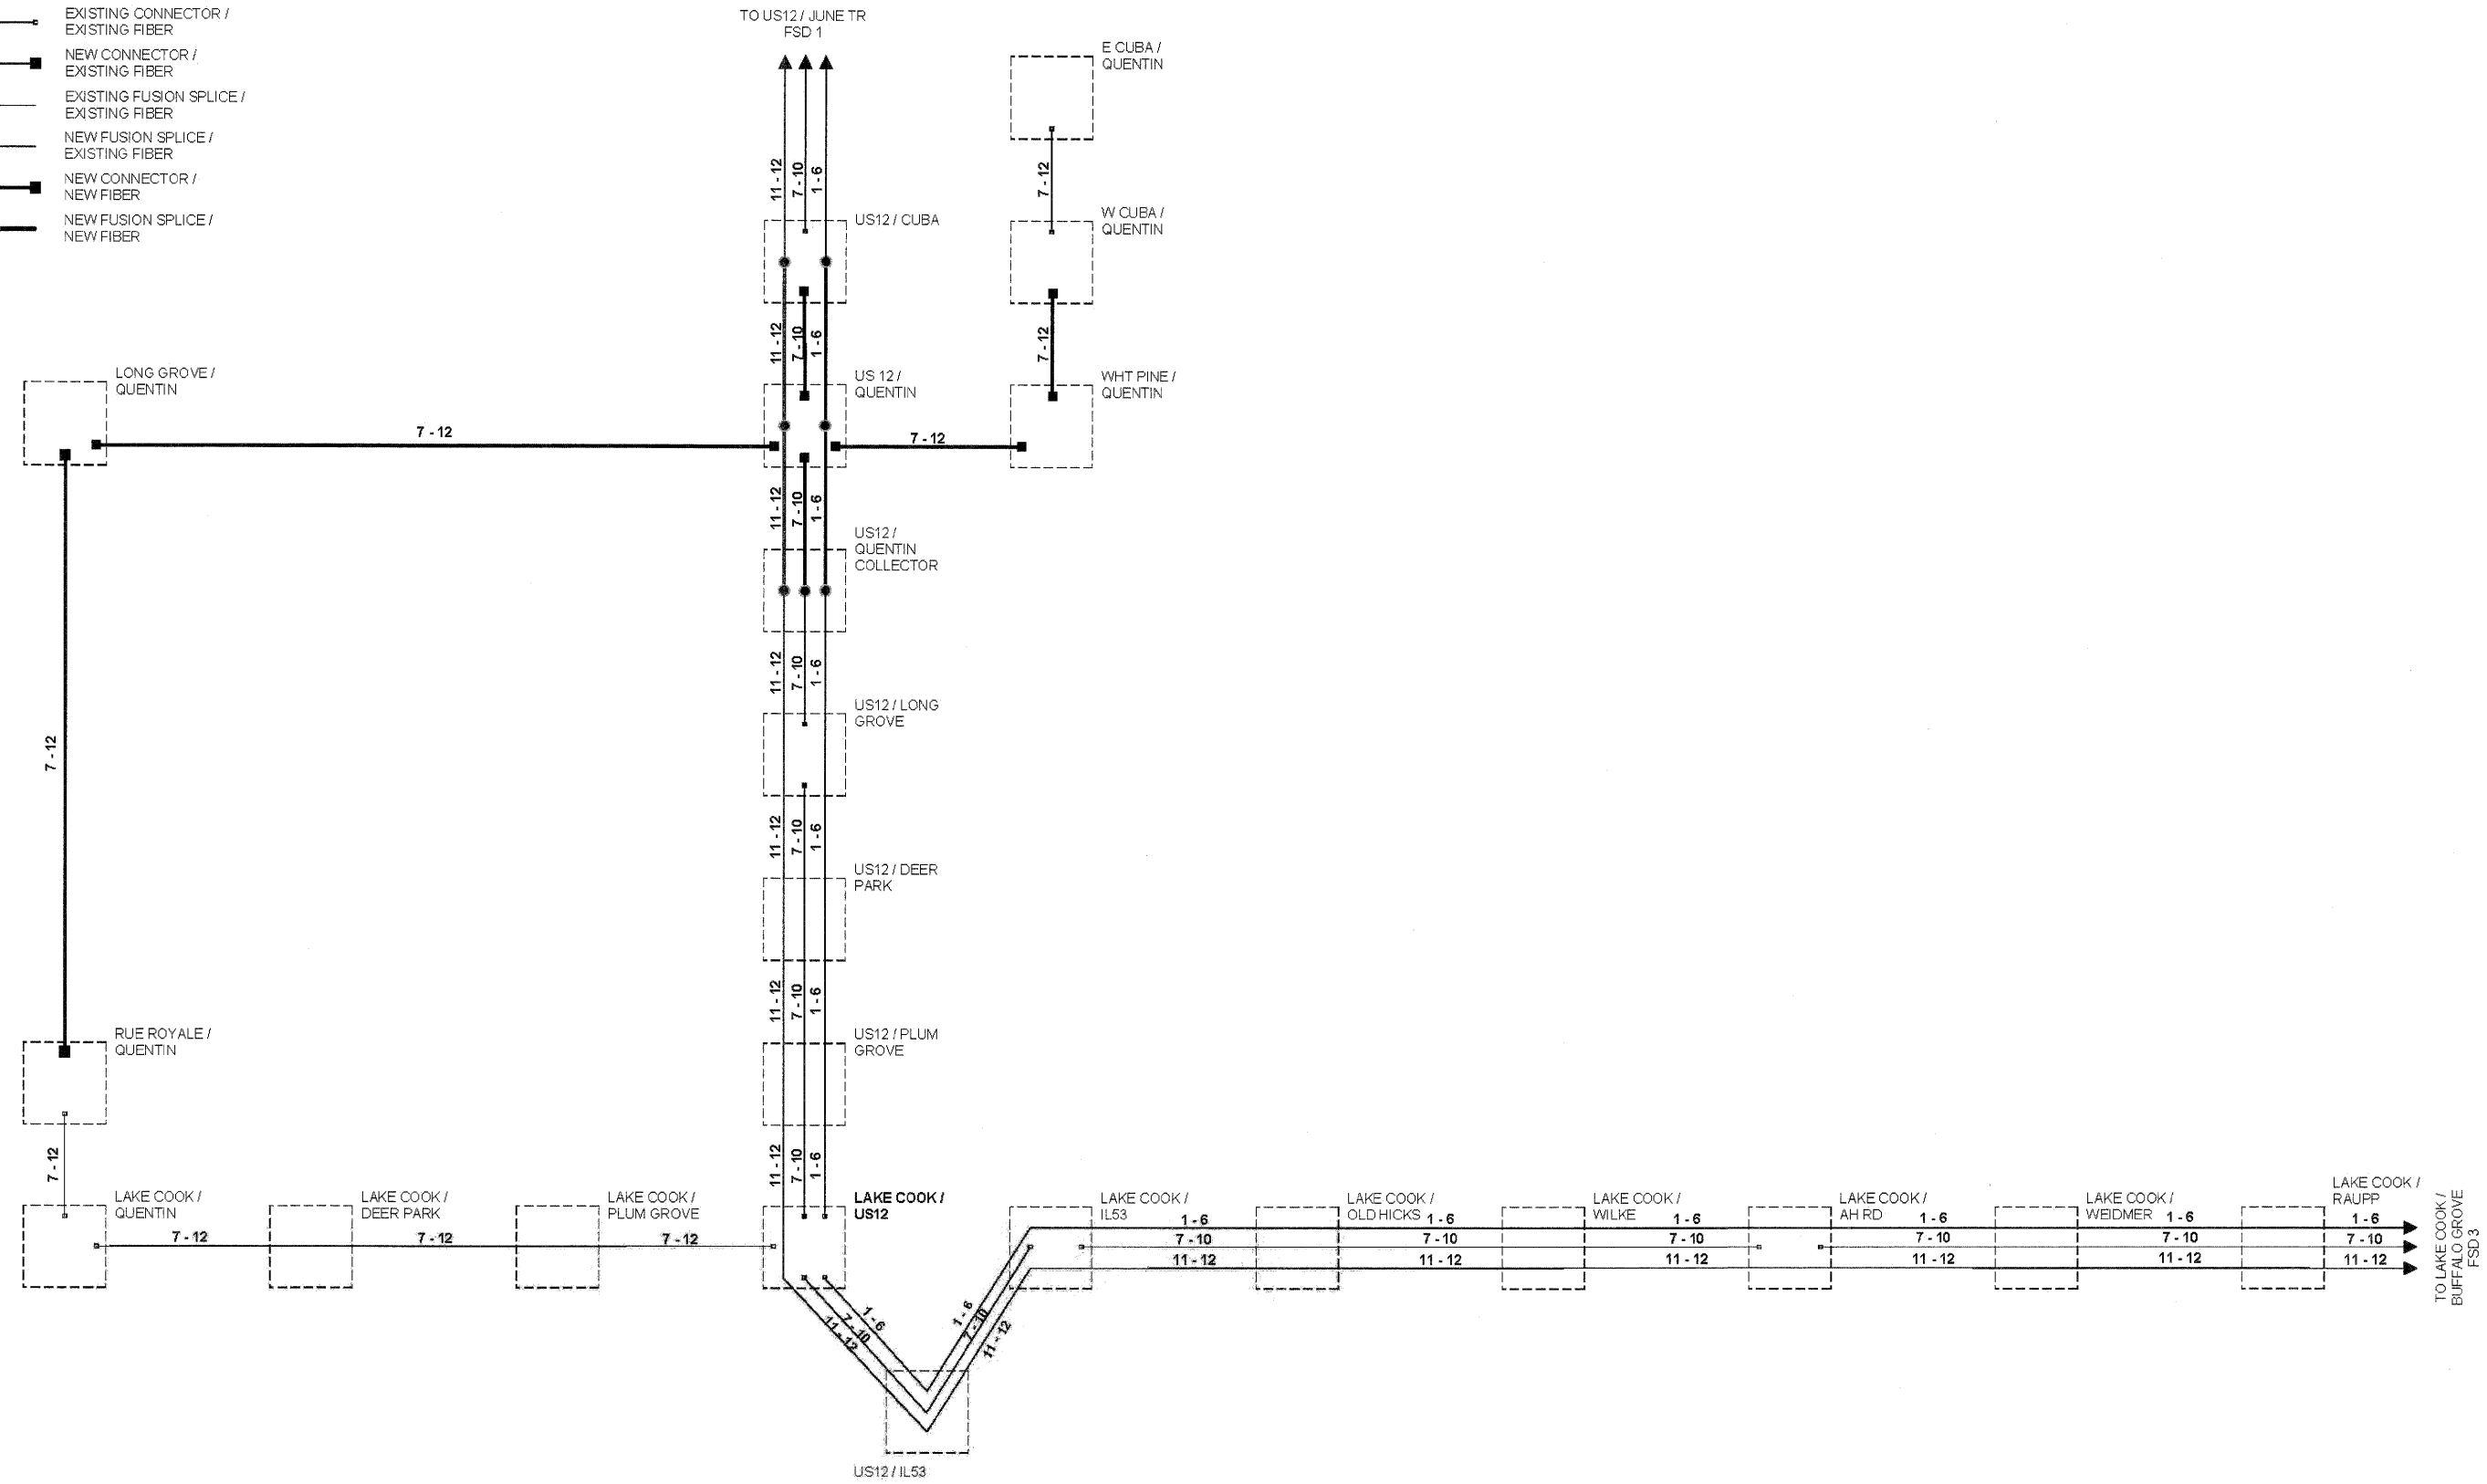 EXISTING CONNECTOR /
EXISTING FIBER
NEW CONNECTOR /
EXISTING FIBER
EXISTING FUSION SPLICE /
EXISTING FIBER
NEW FUSION SPLICE /
EXISTING FIBER
NEW CONNECTOR /
NEW FIBER
NEW FUSION SPLICE /
NEW FIBER
TO US12 / JUNE TR
FSD 1
E CUBA /
QUENTIN
11 - 12
7 - 10
1 - 6
7 - 12
US12 / CUBA
W CUBA /
QUENTIN
11 - 12
7 - 10
1 - 6
7 - 12
LONG GROVE /
QUENTIN
US 12 /
QUENTIN
WHT PINE /
QUENTIN
7 - 12
7 - 12
11 - 12
7 - 10
1 - 6
US12 /
QUENTIN
COLLECTOR
11 - 12
7 - 10
1 - 6
US12 / LONG
GROVE
7 - 12
11 - 12
7 - 10
1 - 6
US12 / DEER
PARK
11 - 12
7 - 10
1 - 6
RUE ROYALE /
QUENTIN
US12 / PLUM
GROVE
7 - 12
11 - 12
7 - 10
1 - 6
LAKE COOK /
QUENTIN
LAKE COOK /
DEER PARK
LAKE COOK /
PLUM GROVE
LAKE COOK /
US12
LAKE COOK /
IL53
LAKE COOK /
OLD HICKS
LAKE COOK /
WILKE
LAKE COOK /
AH RD
LAKE COOK /
WEIDMER
LAKE COOK /
RAUPP
1 - 6
1 - 6
1 - 6
1 - 6
1 - 6
1 - 6
7 - 12
7 - 12
7 - 12
7 - 10
7 - 10
7 - 10
7 - 10
7 - 10
7 - 10
11 - 12
11 - 12
11 - 12
11 - 12
11 - 12
11 - 12
TO LAKE COOK /
BUFFALO GROVE
FSD 3
1 - 6
7 - 10
11 - 12
1 - 6
7 - 10
11 - 12
US12 / IL53